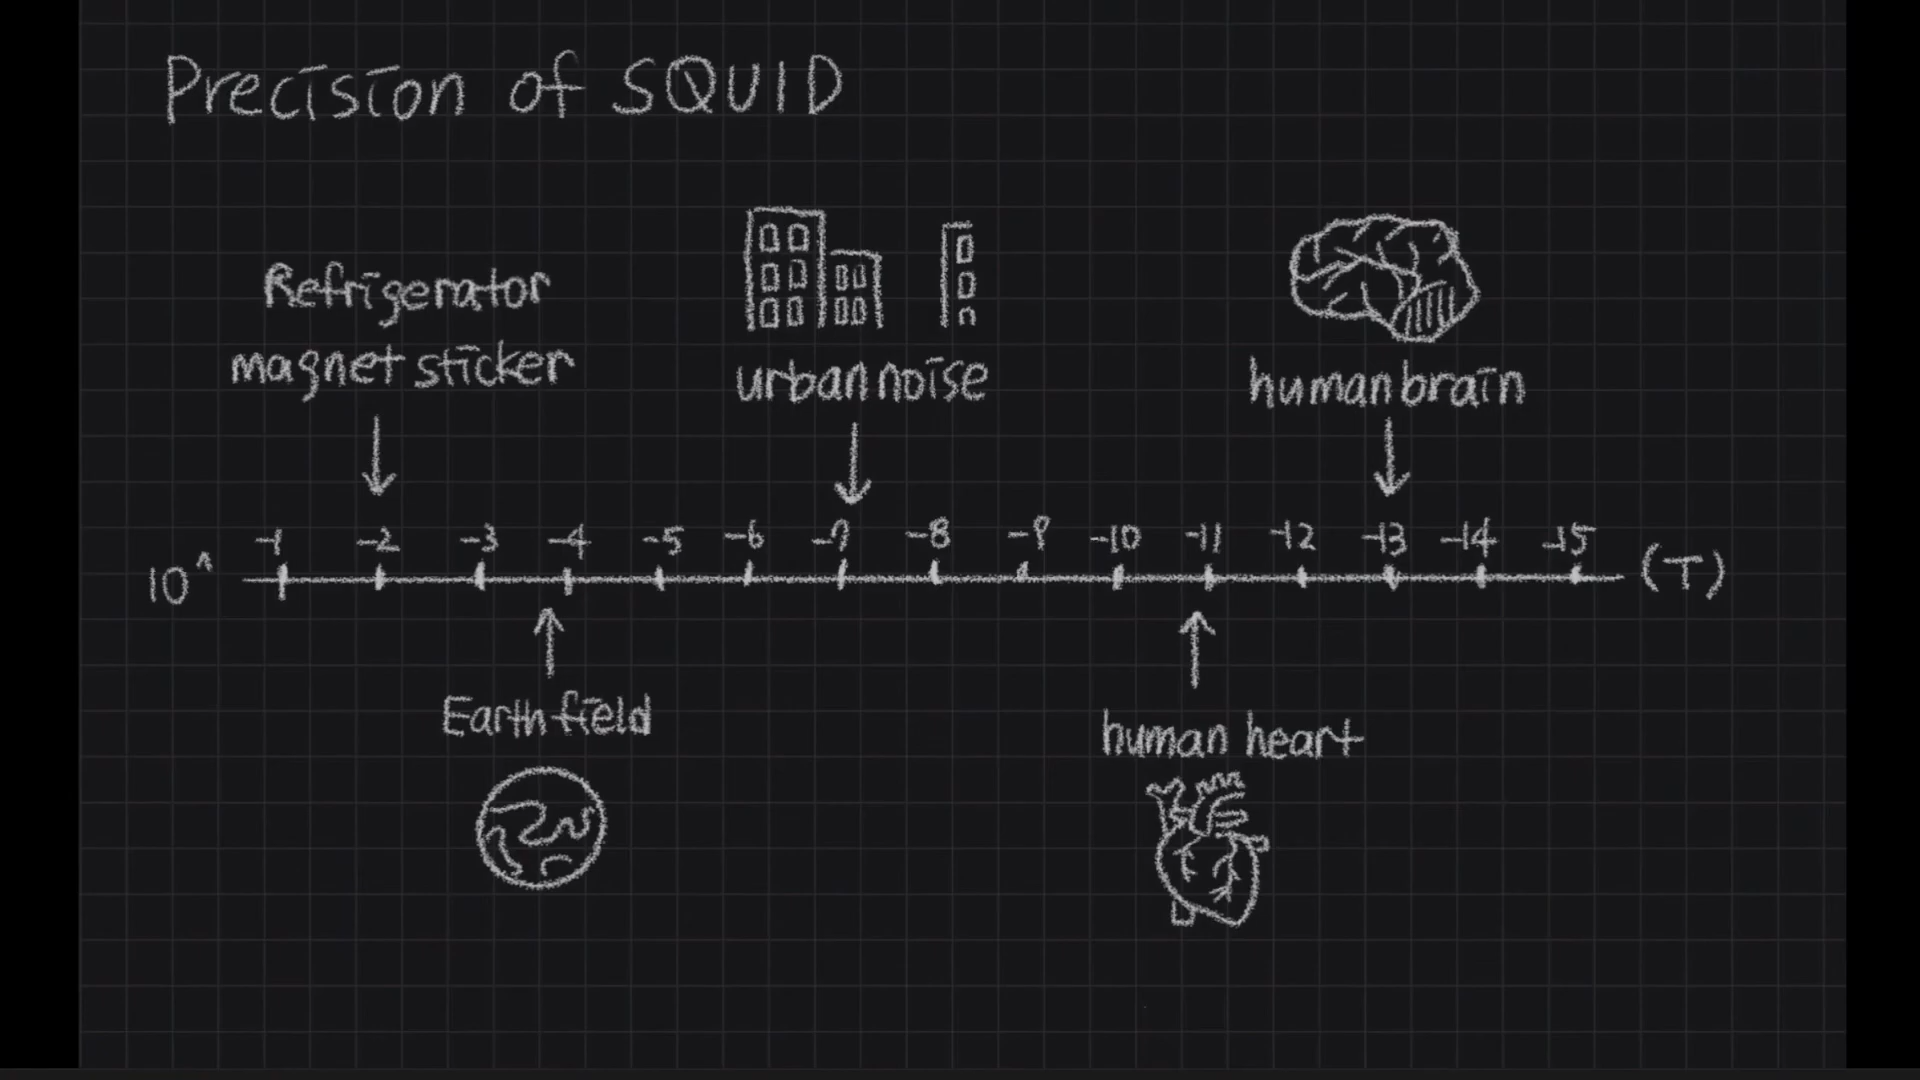 Precision of SQUID
Refrigerator
magnet sticker
urban noise
human brain
10^ -1 -2 -3 -4 -5 -6 -7 -8 -9 -10 -11 -12 -13 -14 -15 (T)
Earth field
human heart